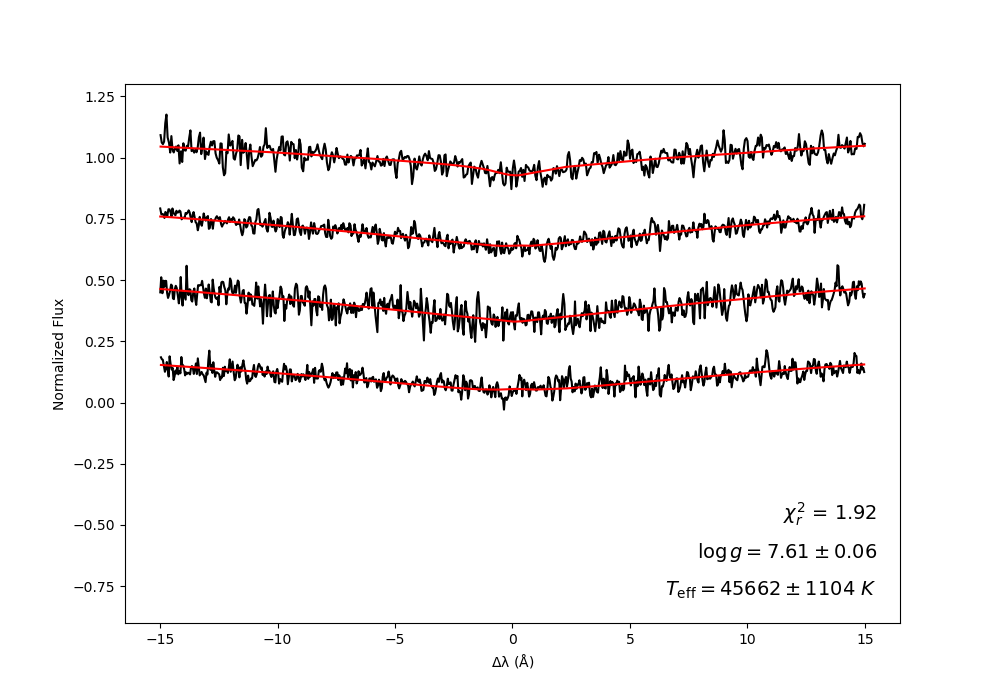 1.25
1.00
0.75
0.50
0.25
0.00
−0.25
−0.50
−0.75
Normalized Flux
χ²ᵣ = 1.92
log g = 7.61 ± 0.06
T_eff = 45662 ± 1104 K
−15 −10 −5 0 5 10 15
Δλ (Å)